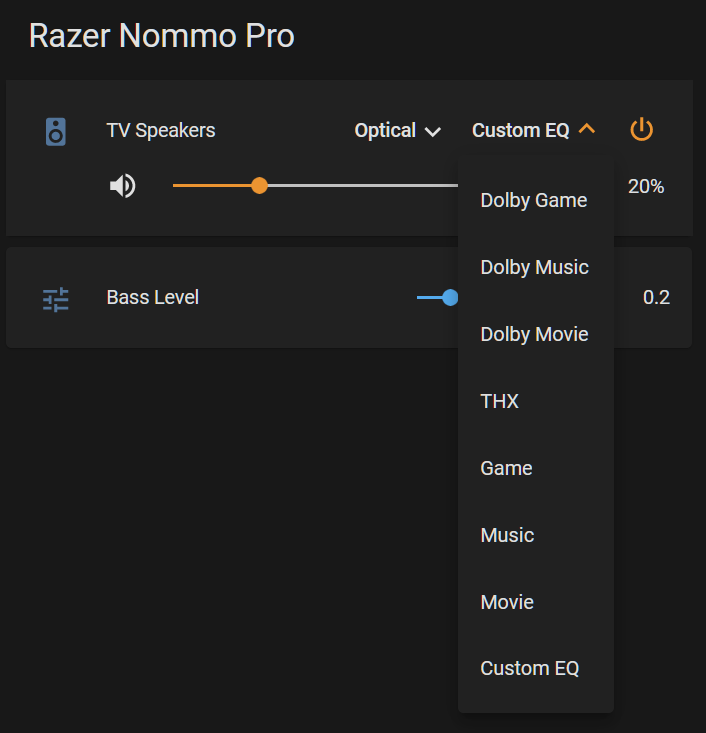 Razer Nommo Pro
TV Speakers Optical Custom EQ
20%
Bass Level 0.2
Dolby Game
Dolby Music
Dolby Movie
THX
Game
Music
Movie
Custom EQ